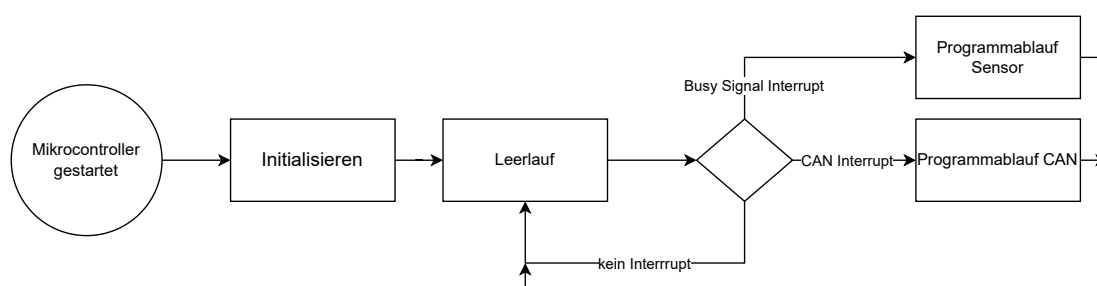 Mikrocontroller
gestartet
Initialisieren
Leerlauf
Busy Signal Interrupt
CAN Interrupt
kein Interrrupt
Programmablauf
Sensor
Programmablauf CAN